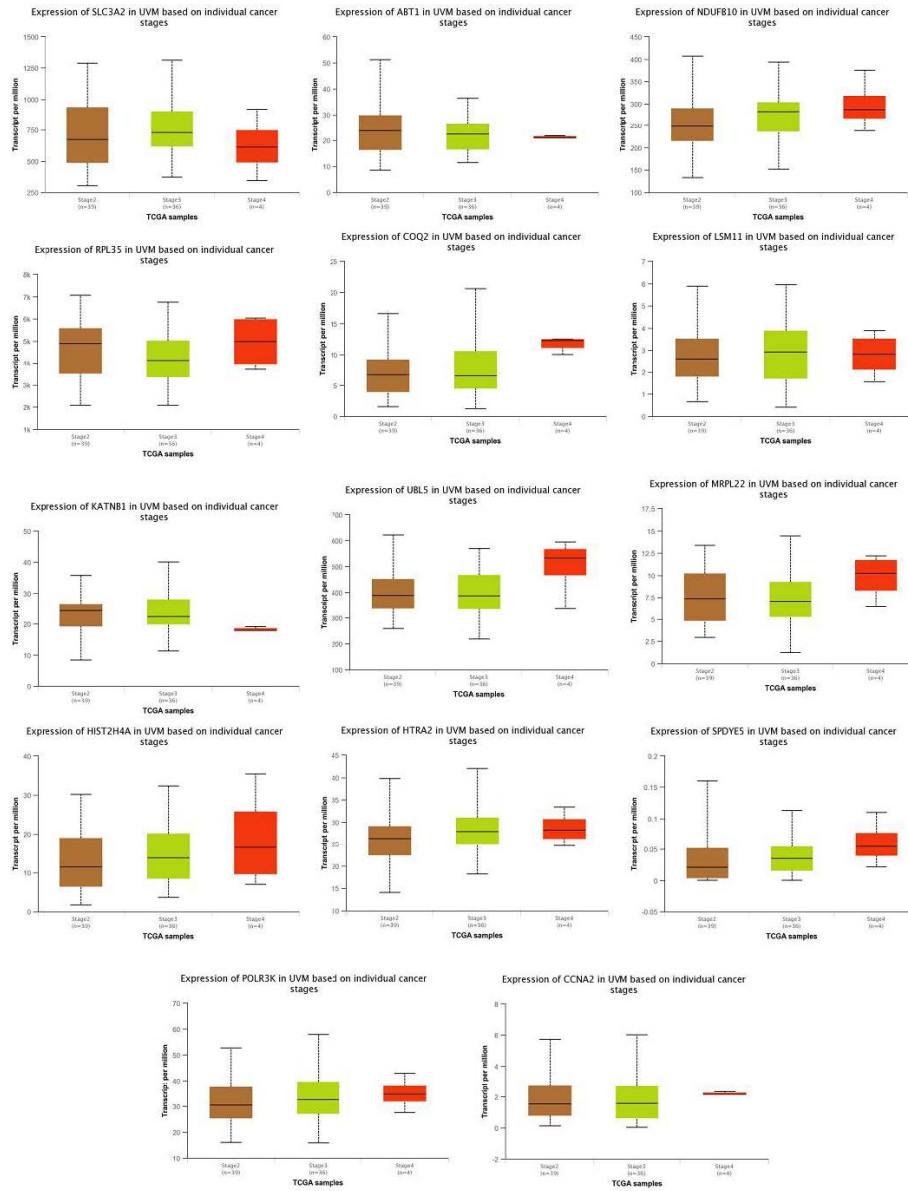 Expression of SLC3A2 in UVM based on individual cancer
stages
Transcript per million
1500
1250
1000
750
500
250
Stage2
(n=39)
Stage3
(n=36)
Stage4
(n=4)
TCGA samples
Expression of ABT1 in UVM based on individual cancer
stages
Transcript per million
60
50
40
30
20
10
0
Stage2
(n=39)
Stage3
(n=36)
Stage4
(n=4)
TCGA samples
Expression of NDUFB10 in UVM based on individual cancer
stages
Transcript per million
450
400
350
300
250
200
150
100
Stage2
(n=39)
Stage3
(n=36)
Stage4
(n=4)
TCGA samples
Expression of RPL35 in UVM based on individual cancer
stages
Transcript per million
8k
7k
6k
5k
4k
3k
2k
1k
Stage2
(n=39)
Stage3
(n=36)
Stage4
(n=4)
TCGA samples
Expression of COQ2 in UVM based on individual cancer
stages
Transcript per million
25
20
15
10
5
0
Stage2
(n=39)
Stage3
(n=36)
Stage4
(n=4)
TCGA samples
Expression of LSM11 in UVM based on individual cancer
stages
Transcript per million
7
6
5
4
3
2
1
0
Stage2
(n=39)
Stage3
(n=36)
Stage4
(n=4)
TCGA samples
Expression of KATNB1 in UVM based on individual cancer
stages
Transcript per million
50
40
30
20
10
0
Stage2
(n=39)
Stage3
(n=36)
Stage4
(n=4)
TCGA samples
Expression of UBL5 in UVM based on individual cancer
stages
Transcript per million
700
600
500
400
300
200
100
Stage2
(n=39)
Stage3
(n=36)
Stage4
(n=4)
TCGA samples
Expression of MRPL22 in UVM based on individual cancer
stages
Transcript per million
17.5
15
12.5
10
7.5
5
2.5
0
Stage2
(n=39)
Stage3
(n=36)
Stage4
(n=4)
TCGA samples
Expression of HIST2H4A in UVM based on individual cancer
stages
Transcript per million
40
30
20
10
0
Stage2
(n=39)
Stage3
(n=36)
Stage4
(n=4)
TCGA samples
Expression of HTRA2 in UVM based on individual cancer
stages
Transcript per million
45
40
35
30
25
20
15
10
Stage2
(n=39)
Stage3
(n=36)
Stage4
(n=4)
TCGA samples
Expression of SPDYE5 in UVM based on individual cancer
stages
Transcript per million
0.2
0.15
0.1
0.05
0
-0.05
Stage2
(n=39)
Stage3
(n=36)
Stage4
(n=4)
TCGA samples
Expression of POLR3K in UVM based on individual cancer
stages
Transcript per million
70
60
50
40
30
20
10
Stage2
(n=39)
Stage3
(n=36)
Stage4
(n=4)
TCGA samples
Expression of CCNA2 in UVM based on individual cancer
stages
Transcript per million
8
6
4
2
0
-2
Stage2
(n=39)
Stage3
(n=36)
Stage4
(n=4)
TCGA samples